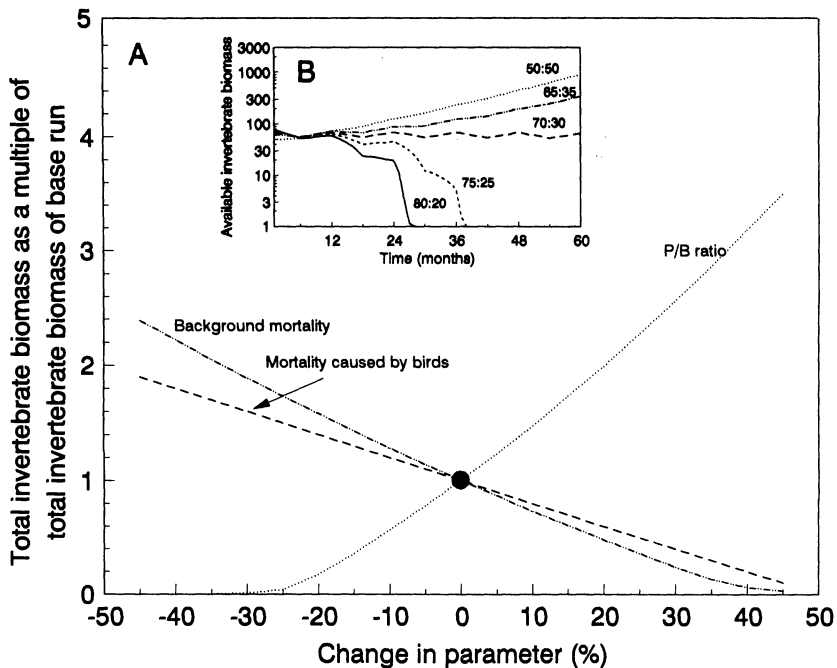 A
B
5
4
3
2
1
0
Total invertebrate biomass as a multiple of
total invertebrate biomass of base run
-50 -40 -30 -20 -10 0 10 20 30 40 50
Change in parameter (%)
Background mortality
Mortality caused by birds
P/B ratio
Available invertebrate biomass
3000
1000
300
100
30
10
3
1
12 24 36 48 60
Time (months)
50:50
65:35
70:30
75:25
80:20